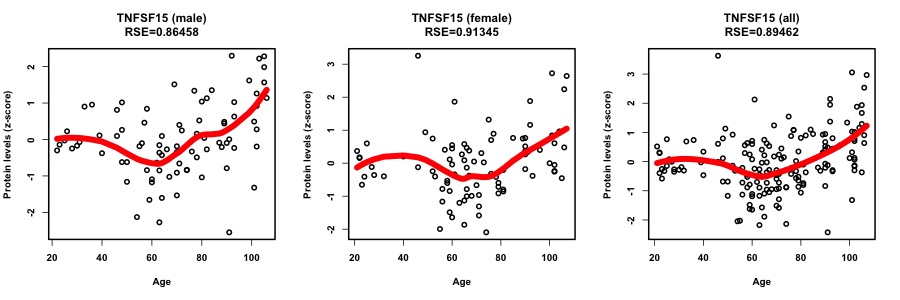 TNFSF15 (male)
RSE=0.86458
Protein levels (z-score)
2
1
0
-1
-2
20 40 60 80 100
Age
TNFSF15 (female)
RSE=0.91345
Protein levels (z-score)
3
2
1
0
-1
-2
20 40 60 80 100
Age
TNFSF15 (all)
RSE=0.89462
Protein levels (z-score)
3
2
1
0
-1
-2
20 40 60 80 100
Age